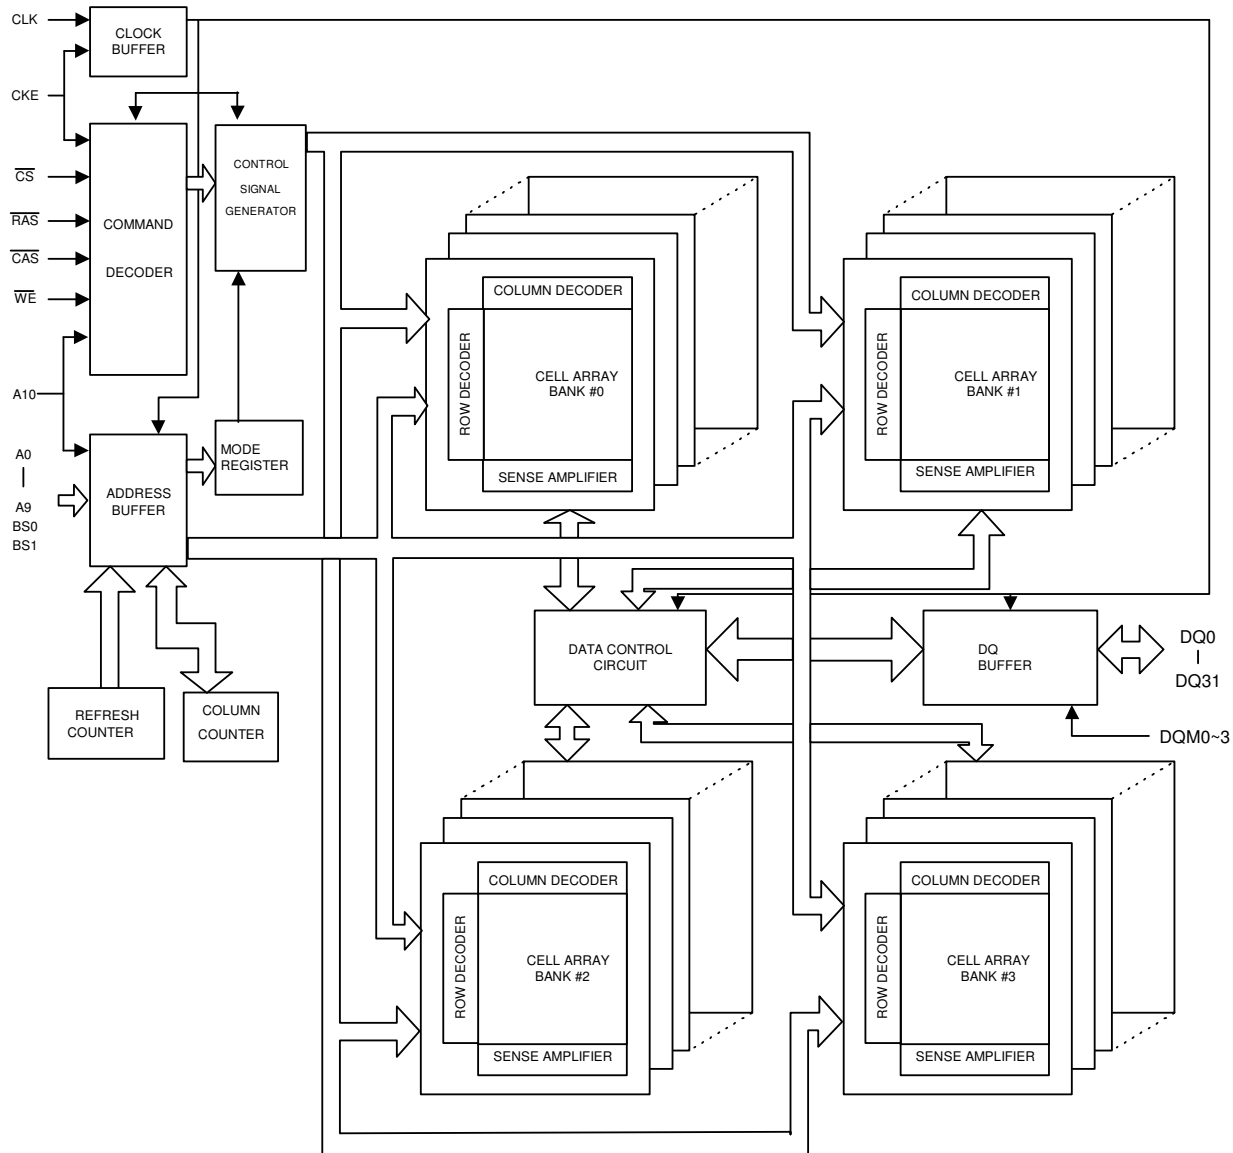 CLK
CLOCK
BUFFER
CKE
CS
RAS
CAS
WE
COMMAND
DECODER
CONTROL
SIGNAL
GENERATOR
A10
A0
A9
BS0
BS1
ADDRESS
BUFFER
MODE
REGISTER
REFRESH
COUNTER
COLUMN
COUNTER
COLUMN DECODER
ROW DECODER
CELL ARRAY
BANK #0
SENSE AMPLIFIER
COLUMN DECODER
ROW DECODER
CELL ARRAY
BANK #1
SENSE AMPLIFIER
DATA CONTROL
CIRCUIT
DQ
BUFFER
DQ0
DQ31
DQM0~3
COLUMN DECODER
ROW DECODER
CELL ARRAY
BANK #2
SENSE AMPLIFIER
COLUMN DECODER
ROW DECODER
CELL ARRAY
BANK #3
SENSE AMPLIFIER